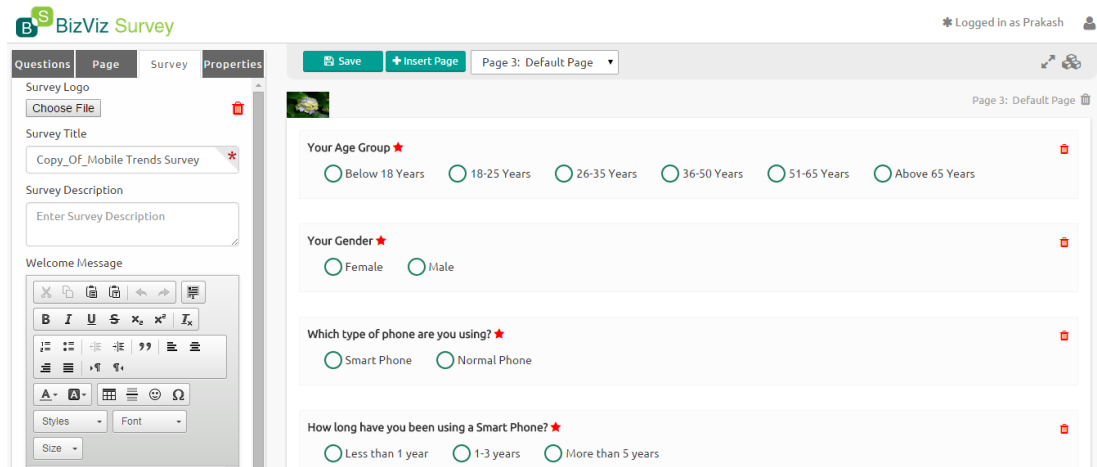 BS BizViz Survey
Logged in as Prakash
Questions Page Survey Properties
Save Insert Page Page 3: Default Page
Survey Logo
Choose File
Page 3: Default Page
Survey Title
Copy_Of_Mobile Trends Survey *
Survey Description
Enter Survey Description
Welcome Message
B I U S x₂ x² Ix
A A Ω
Styles Font
Size
Your Age Group
Below 18 Years 18-25 Years 26-35 Years 36-50 Years 51-65 Years Above 65 Years
Your Gender
Female Male
Which type of phone are you using?
Smart Phone Normal Phone
How long have you been using a Smart Phone?
Less than 1 year 1-3 years More than 5 years